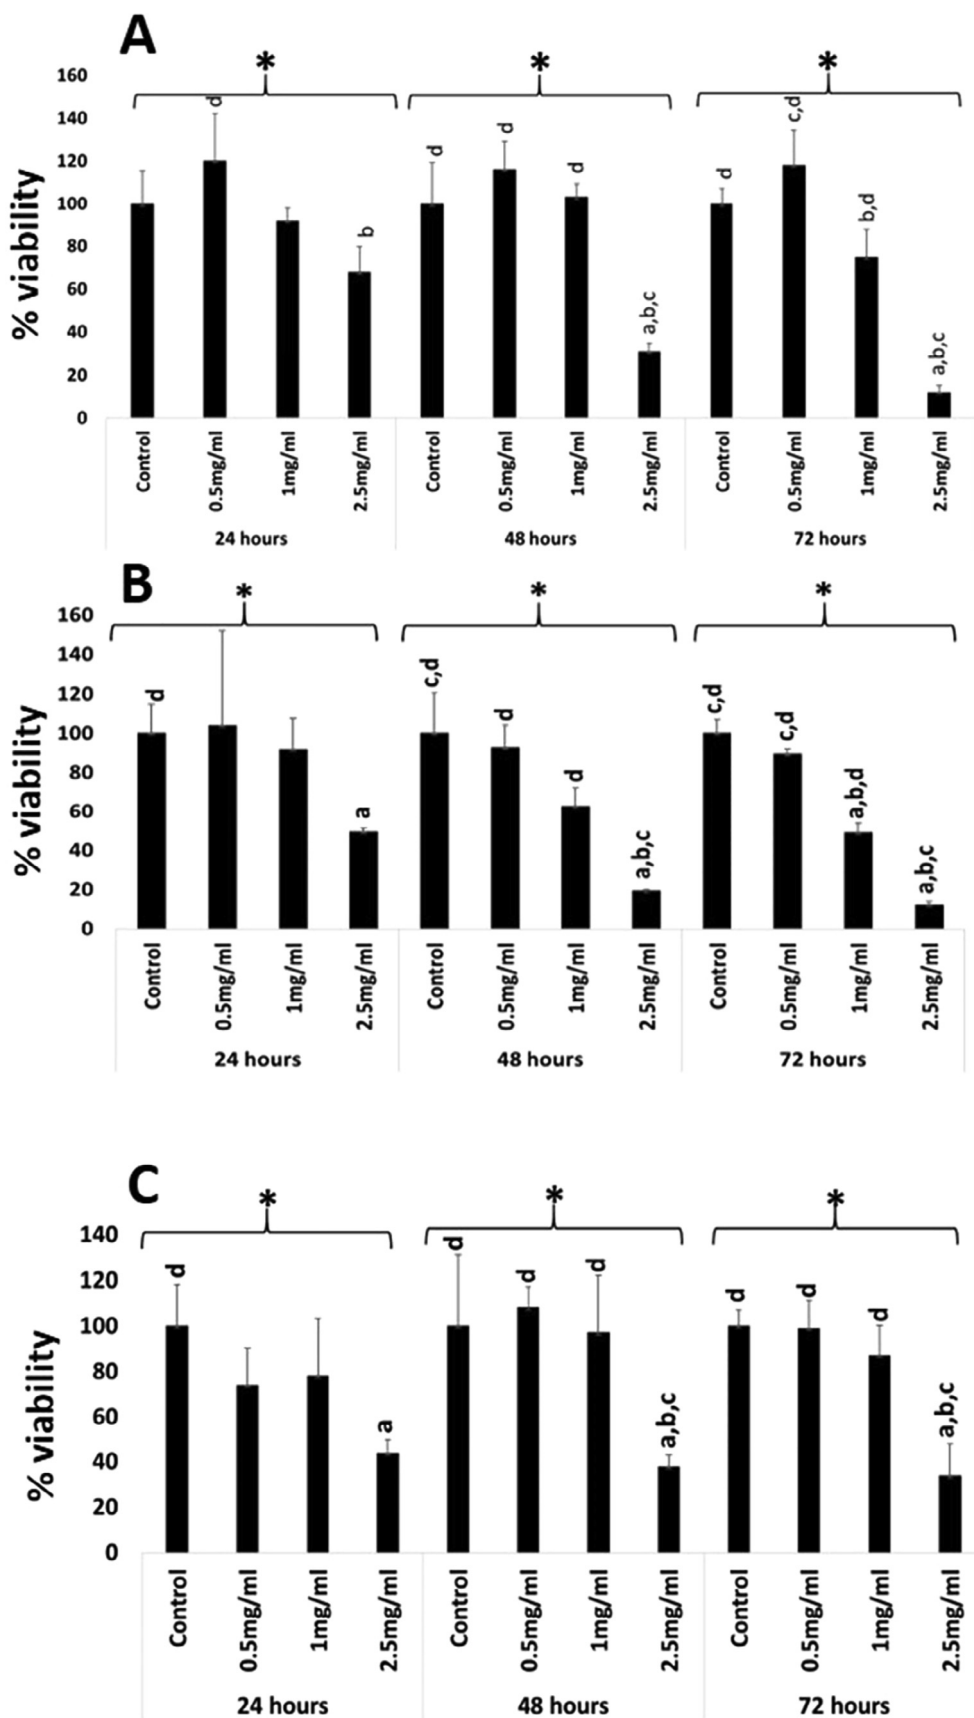 A
* * *
160
140
120
100
80
60
40
20
0
% viability
d b d d d a,b,c d c,d b,d a,b,c
Control 0.5mg/ml 1mg/ml 2.5mg/ml Control 0.5mg/ml 1mg/ml 2.5mg/ml Control 0.5mg/ml 1mg/ml 2.5mg/ml
24 hours 48 hours 72 hours
B
* * *
160
140
120
100
80
60
40
20
0
% viability
d a c,d d d a,b,c c,d c,d a,b,d a,b,c
Control 0.5mg/ml 1mg/ml 2.5mg/ml Control 0.5mg/ml 1mg/ml 2.5mg/ml Control 0.5mg/ml 1mg/ml 2.5mg/ml
24 hours 48 hours 72 hours
C
* * *
140
120
100
80
60
40
20
0
% viability
d a d d d a,b,c d d d a,b,c
Control 0.5mg/ml 1mg/ml 2.5mg/ml Control 0.5mg/ml 1mg/ml 2.5mg/ml Control 0.5mg/ml 1mg/ml 2.5mg/ml
24 hours 48 hours 72 hours